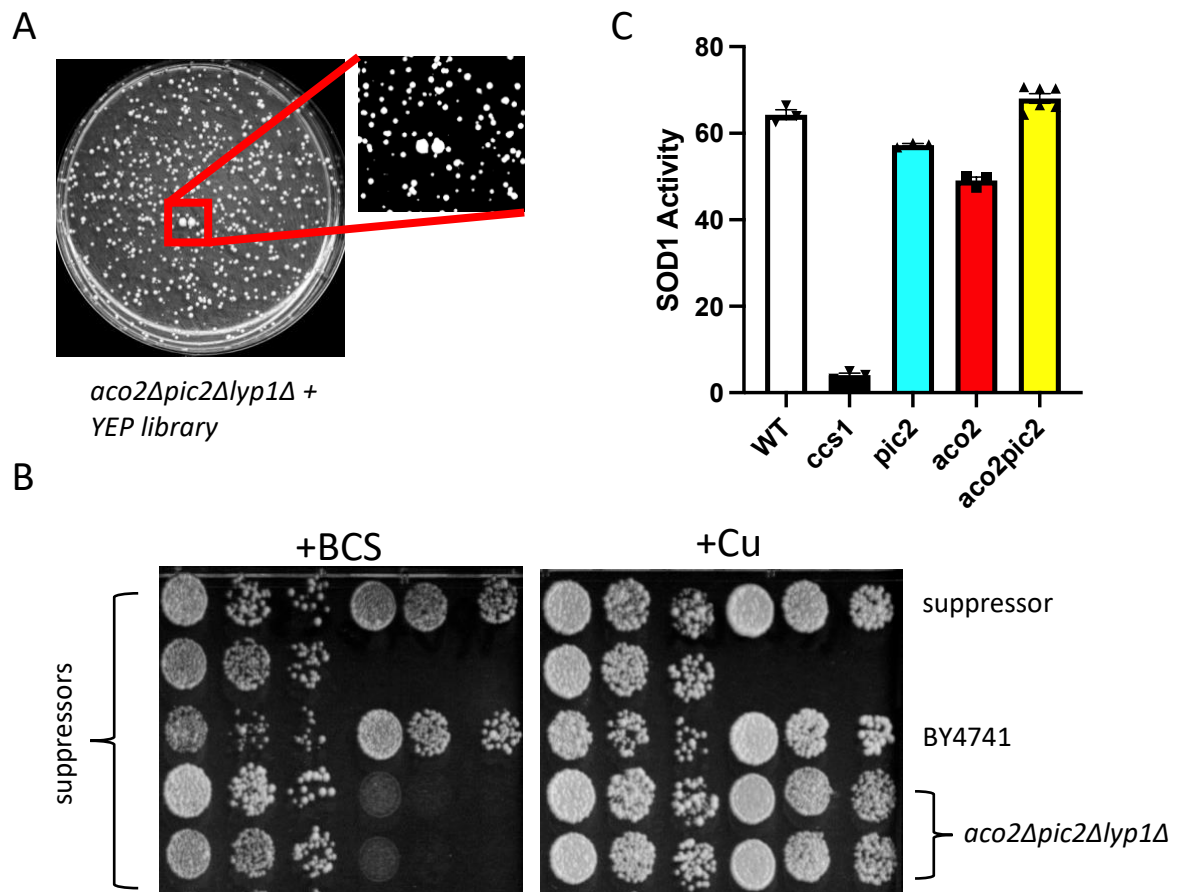 A
aco2Δpic2Δlyp1Δ +
YEP library
C
80
60
40
20
0
SOD1 Activity
WT
ccs1
pic2
aco2
aco2pic2
B
+BCS
+Cu
suppressors
suppressor
BY4741
aco2Δpic2Δlyp1Δ